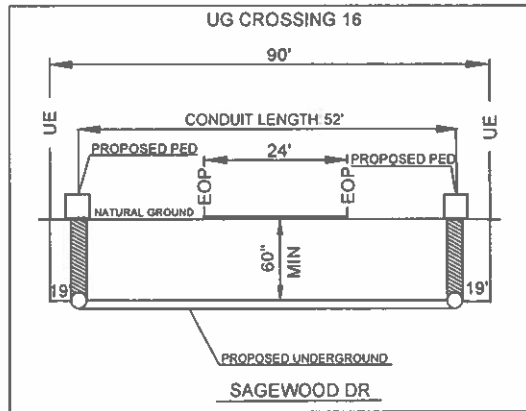 UG CROSSING 16
90'
UE
UE
CONDUIT LENGTH 52'
PROPOSED PED
24'
PROPOSED PED
EOP
EOP
NATURAL GROUND
60" MIN
19'
19'
PROPOSED UNDERGROUND
SAGEWOOD DR